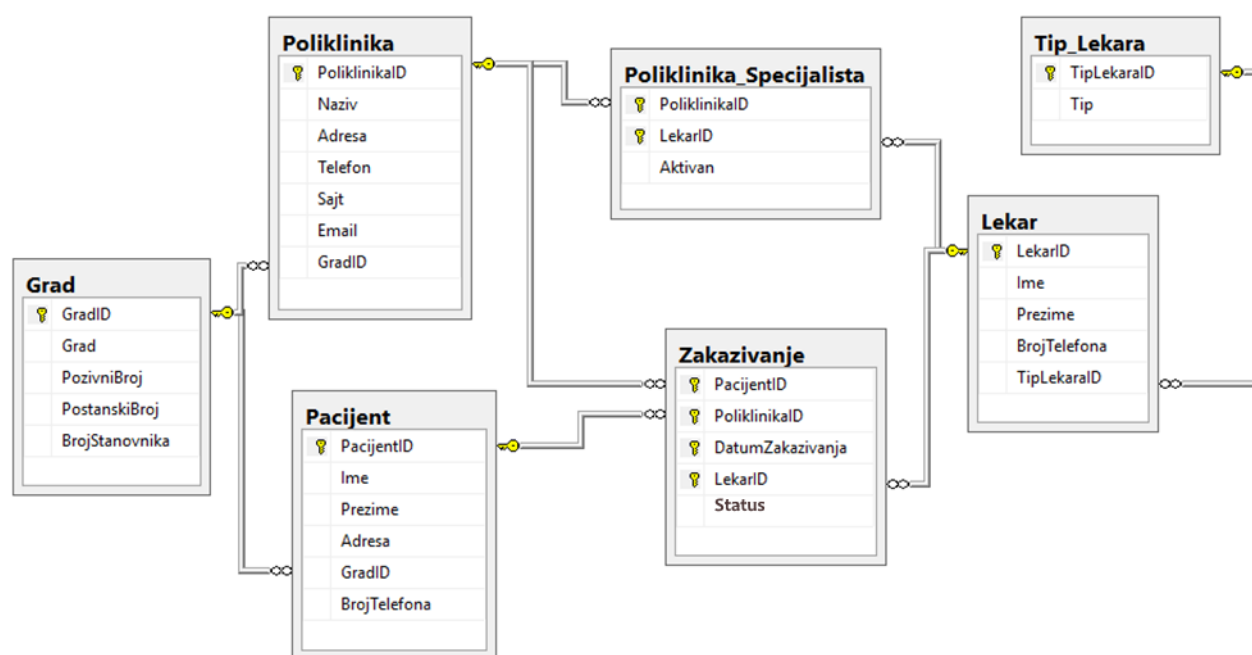 Poliklinika
PoliklinikaID
Naziv
Adresa
Telefon
Sajt
Email
GradID
Poliklinika_Specijalista
PoliklinikaID
LekarID
Aktivan
Tip_Lekara
TipLekaraID
Tip
Lekar
LekarID
Ime
Prezime
BrojTelefona
TipLekaraID
Grad
GradID
Grad
PozivniBroj
PostanskiBroj
BrojStanovnika
Pacijent
PacijentID
Ime
Prezime
Adresa
GradID
BrojTelefona
Zakazivanje
PacijentID
PoliklinikaID
DatumZakazivanja
LekarID
Status